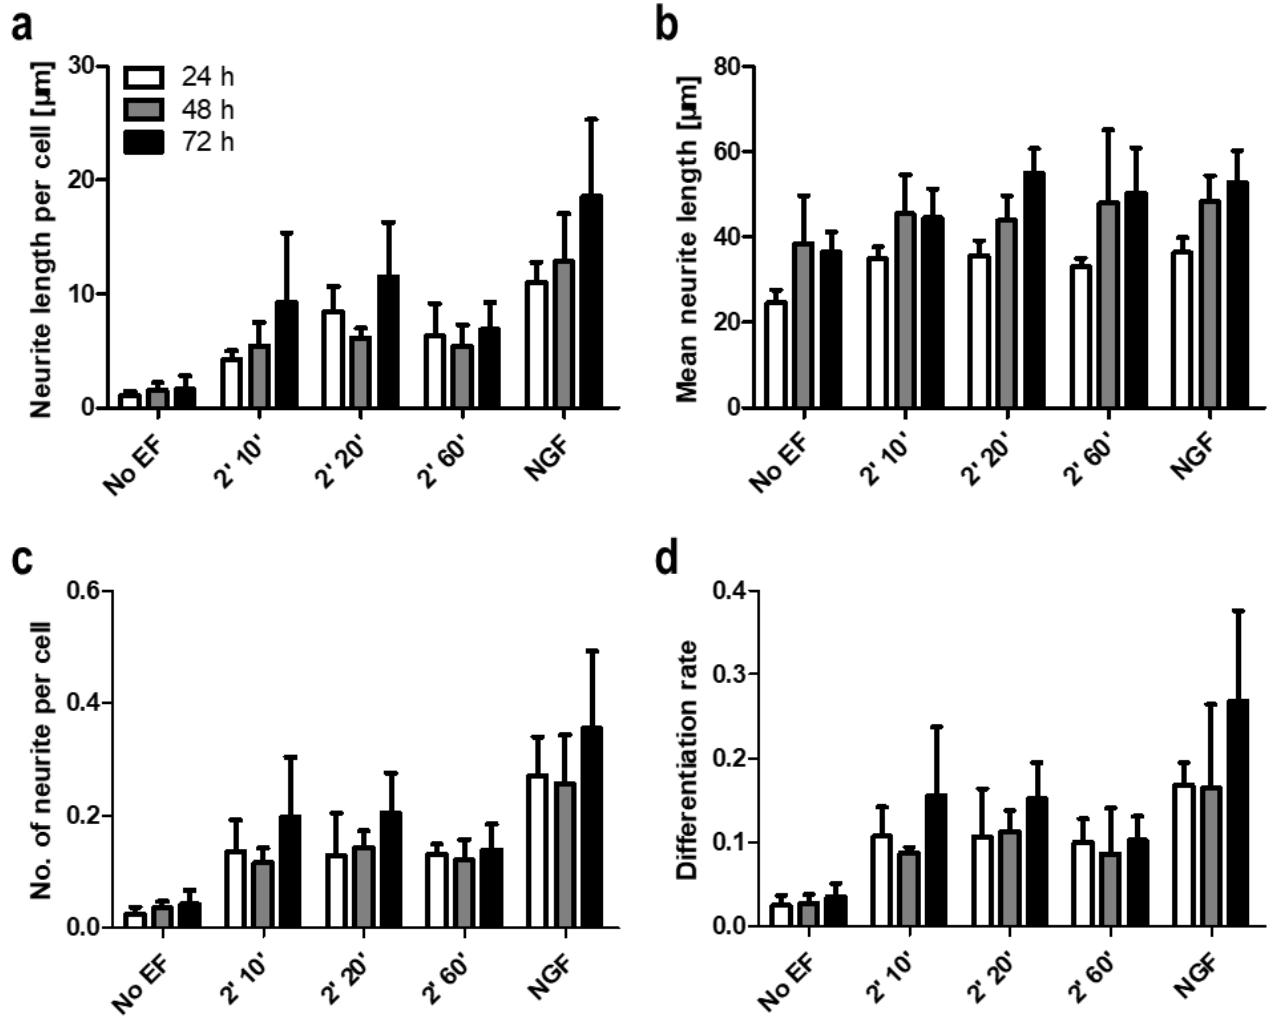 a
Neurite length per cell [µm]
30
20
10
0
24 h
48 h
72 h
No EF
2' 10'
2' 20'
2' 60'
NGF
b
Mean neurite length [µm]
80
60
40
20
0
No EF
2' 10'
2' 20'
2' 60'
NGF
c
No. of neurite per cell
0.6
0.4
0.2
0.0
No EF
2' 10'
2' 20'
2' 60'
NGF
d
Differentiation rate
0.4
0.3
0.2
0.1
0.0
No EF
2' 10'
2' 20'
2' 60'
NGF